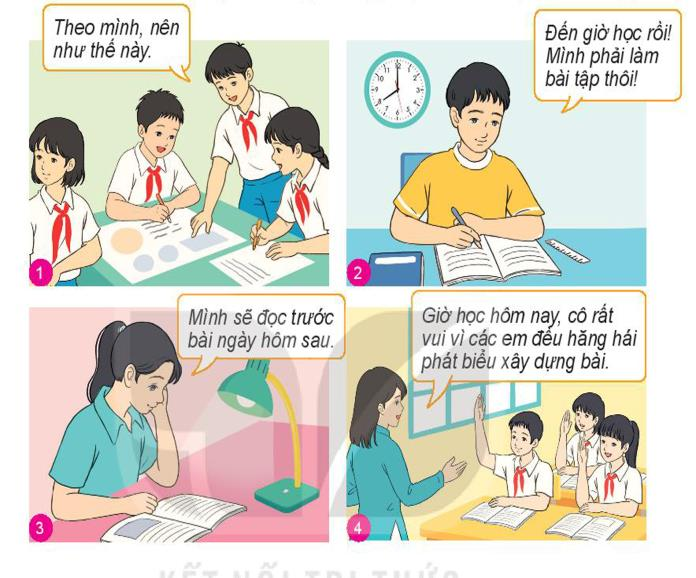 Theo mình, nên
như thế này.
Đến giờ học rồi!
Mình phải làm
bài tập thôi!
1
2
Mình sẽ đọc trước
bài ngày hôm sau.
Giờ học hôm nay, cô rất
vui vì các em đều hăng hái
phát biểu xây dựng bài.
3
4
KẾT NỐI TRI THỨC